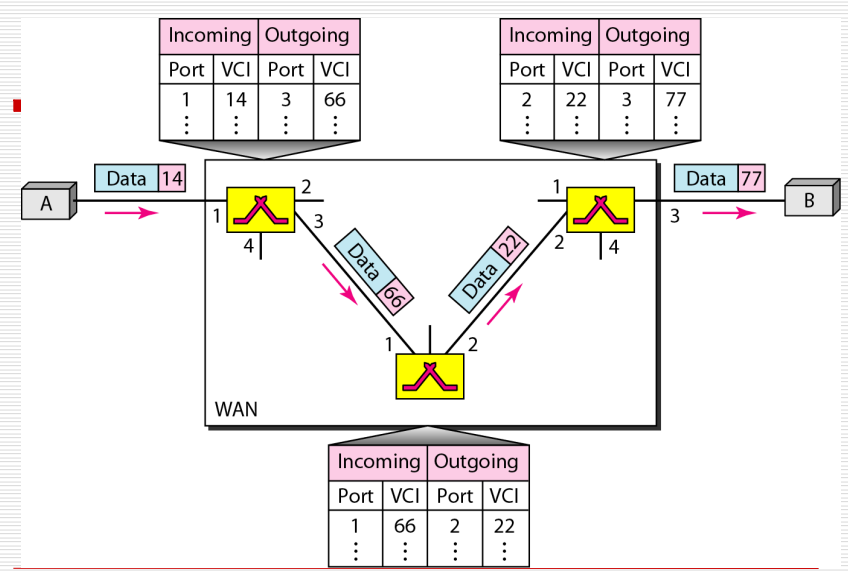 Incoming Outgoing
Port VCI Port VCI
1 14 3 66
⋮ ⋮ ⋮ ⋮
Incoming Outgoing
Port VCI Port VCI
2 22 3 77
⋮ ⋮ ⋮ ⋮
A
Data 14
1
2
3
4
Data 66
Data 22
1
2
3
4
Data 77
B
1
2
WAN
Incoming Outgoing
Port VCI Port VCI
1 66 2 22
⋮ ⋮ ⋮ ⋮